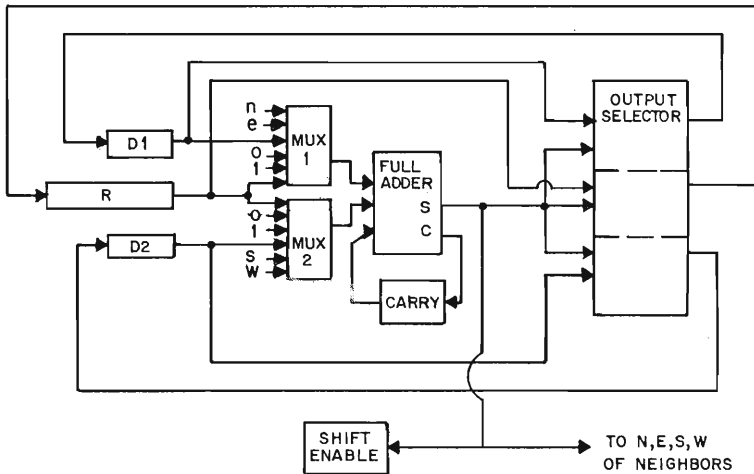 OUTPUT
SELECTOR
n
e
D1
0
1
MUX
1
FULL
ADDER
R
S
C
0
1
MUX
2
D2
S
W
CARRY
SHIFT
ENABLE
TO N,E,S,W
OF NEIGHBORS